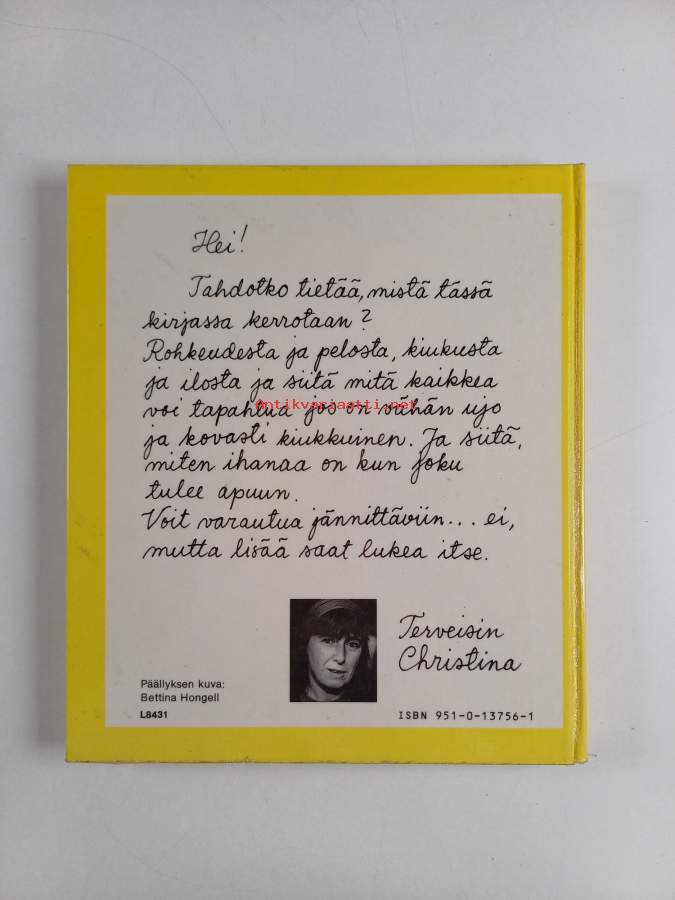 Hei!
Tahdotko tietää, mistä tässä
kirjassa kerrotaan?
Rohkeudesta ja pelosta, kiukusta
ja ilosta ja siitä mitä kaikkea
voi tapahtua jos on vähän ujo
antikvariaatti.net
ja kovasti kiukkuinen. Ja siitä,
miten ihanaa on kun joku
tulee apuun.
Voit varautua jännittäviin... ei,
mutta lisää saat lukea itse.
Terveisin
Christina
Päällyksen kuva:
Bettina Hongell
L8431
ISBN 951-0-13756-1